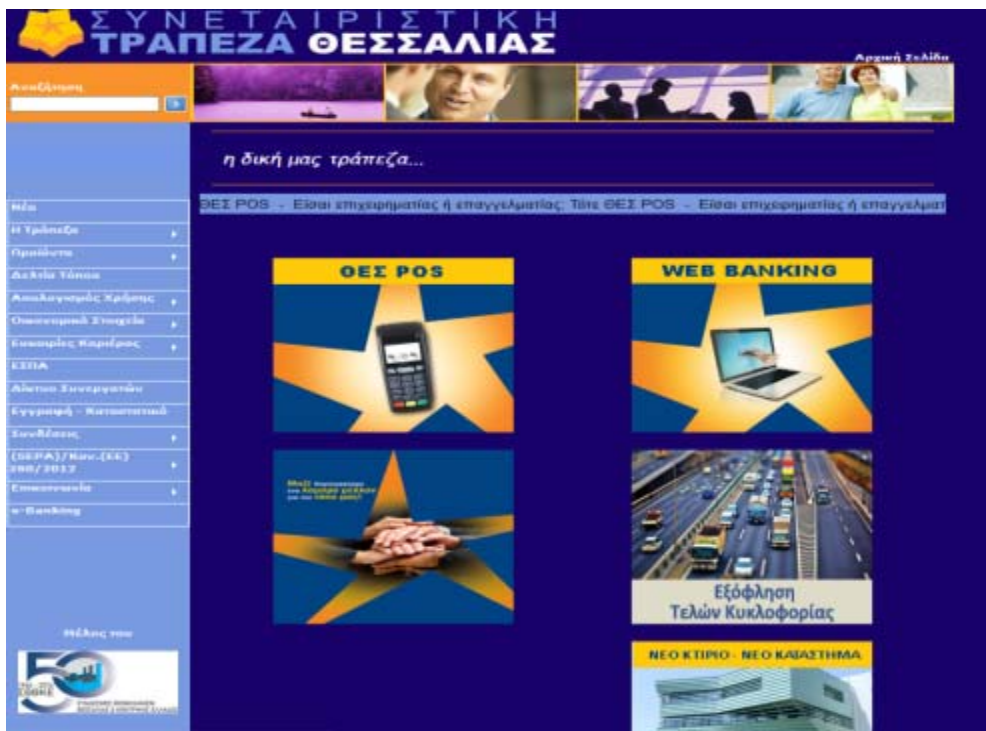 ΣΥΝΕΤΑΙΡΙΣΤΙΚΗ
ΤΡΑΠΕΖΑ ΘΕΣΣΑΛΙΑΣ
Αρχική Σελίδα
Αναζήτηση
η δική μας τράπεζα...
ΘΕΣ POS - Είσαι επιχειρηματίας ή επαγγελματίας; Τότε ΘΕΣ POS - Είσαι επιχειρηματίας ή επαγγελματ
Νέα
Η Τράπεζα
Προϊόντα
Δελτία Τύπου
Απολογισμός Χρήσης
Οικονομικά Στοιχεία
Ευκαιρίες Καριέρας
ΕΣΠΑ
Δίκτυο Συνεργατών
Εγγραφή - Καταστατικό
Συνδέσεις
(SEPA)/Καν.(ΕΕ)
260/2012
Επικοινωνία
e-Banking
ΘΕΣ POS
WEB BANKING
Μαζί
Εξόφληση
Τελών Κυκλοφορίας
ΝΕΟ ΚΤΙΡΙΟ - ΝΕΟ ΚΑΤΑΣΤΗΜΑ
Μέλος του
50